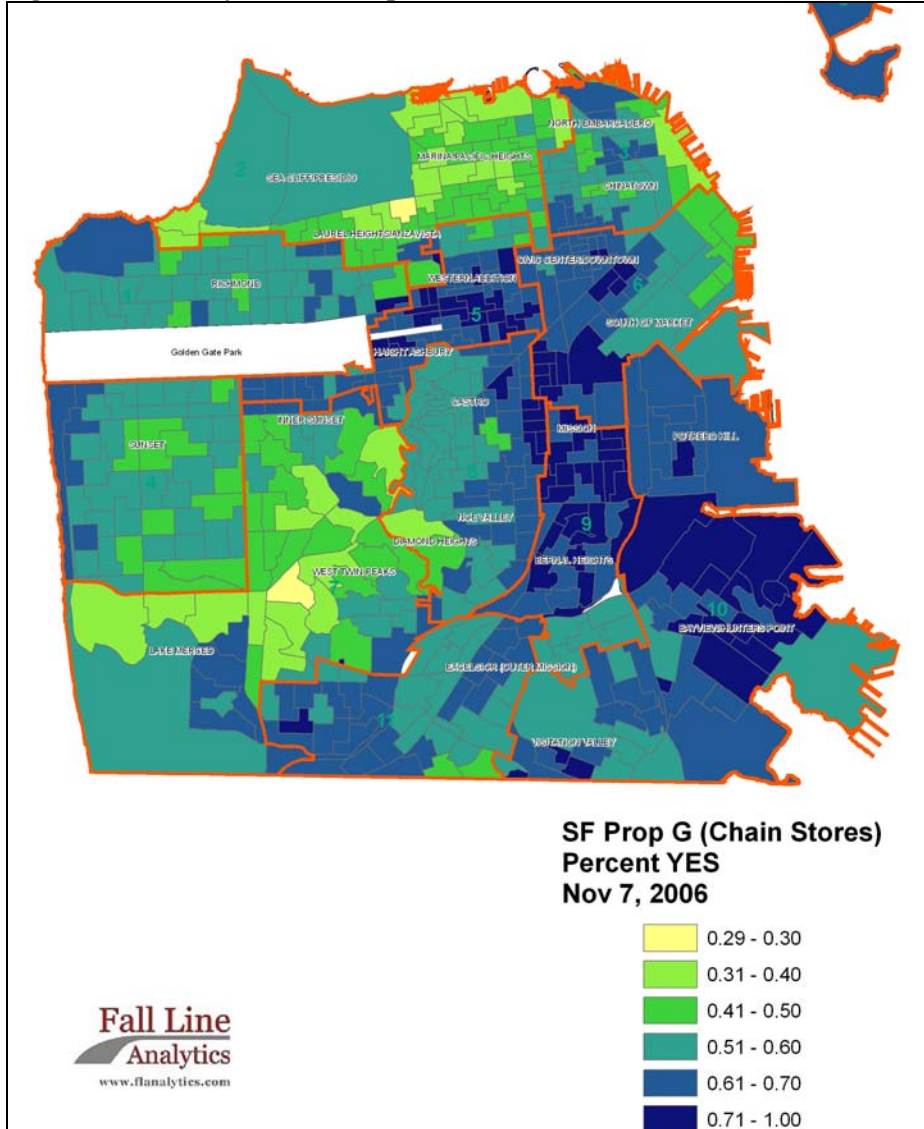 2
SEA CLIFF/PRESIDIO
MARINA/PACIFIC HEIGHTS
NORTH EMBARCADERO
3
CHINATOWN
LAUREL HEIGHTS/ANZA VISTA
1
RICHMOND
WESTERN ADDITION
CIVIC CENTER/DOWNTOWN
6
5
SOUTH OF MARKET
Golden Gate Park
HAIGHT ASHBURY
INNER SUNSET
CASTRO
SUNSET
MISSION
POTRERO HILL
4
8
NOE VALLEY
9
DIAMOND HEIGHTS
BERNAL HEIGHTS
WEST TWIN PEAKS
7
10
BAYVIEW/HUNTERS POINT
LAKE MERCED
EXCELSIOR (OUTER MISSION)
VISITATION VALLEY
SF Prop G (Chain Stores)
Percent YES
Nov 7, 2006
0.29 - 0.30
0.31 - 0.40
0.41 - 0.50
0.51 - 0.60
0.61 - 0.70
0.71 - 1.00
Fall Line
Analytics
www.flanalytics.com